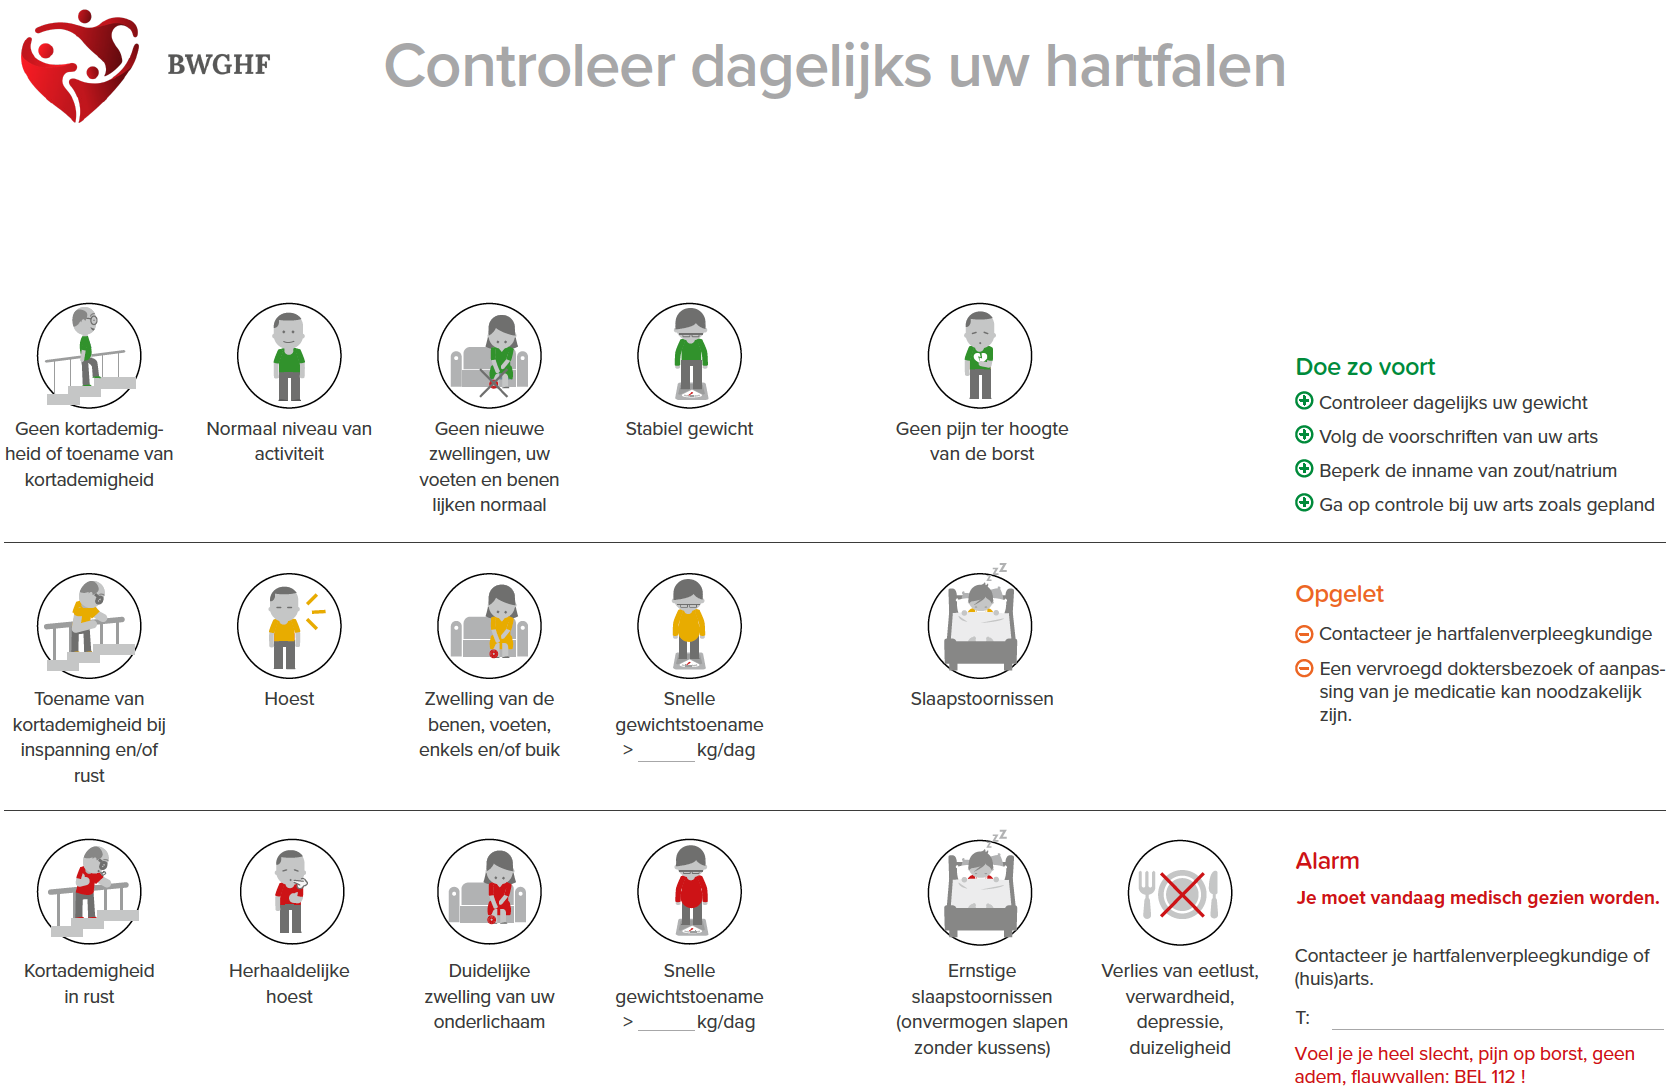 BWGHF
Controleer dagelijks uw hartfalen
Geen kortademig-
heid of toename van
kortademigheid
Normaal niveau van
activiteit
Geen nieuwe
zwellingen, uw
voeten en benen
lijken normaal
Stabiel gewicht
Geen pijn ter hoogte
van de borst
Doe zo voort
Controleer dagelijks uw gewicht
Volg de voorschriften van uw arts
Beperk de inname van zout/natrium
Ga op controle bij uw arts zoals gepland
Toename van
kortademigheid bij
inspanning en/of
rust
Hoest
Zwelling van de
benen, voeten,
enkels en/of buik
Snelle
gewichtstoename
> ______ kg/dag
zzz
Slaapstoornissen
Opgelet
Contacteer je hartfalenverpleegkundige
Een vervroegd doktersbezoek of aanpas-
sing van je medicatie kan noodzakelijk
zijn.
Kortademigheid
in rust
Herhaaldelijke
hoest
Duidelijke
zwelling van uw
onderlichaam
Snelle
gewichtstoename
> ______ kg/dag
zzz
Ernstige
slaapstoornissen
(onvermogen slapen
zonder kussens)
Verlies van eetlust,
verwardheid,
depressie,
duizeligheid
Alarm
Je moet vandaag medisch gezien worden.
Contacteer je hartfalenverpleegkundige of
(huis)arts.
T: ______
Voel je je heel slecht, pijn op borst, geen
adem, flauwvallen: BEL 112 !